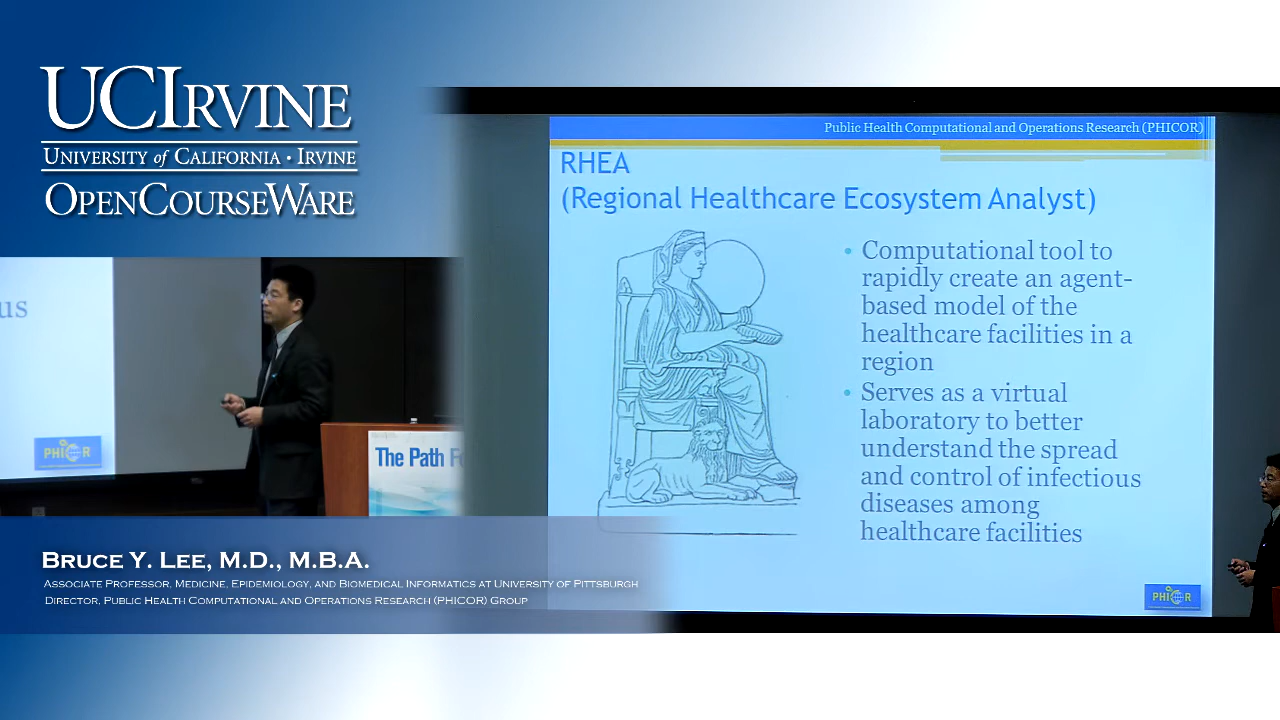 UCIRVINE
UNIVERSITY of CALIFORNIA · IRVINE
OPENCOURSEWARE
us
PHICOR
The Path F
BRUCE Y. LEE, M.D., M.B.A.
ASSOCIATE PROFESSOR, MEDICINE, EPIDEMIOLOGY, AND BIOMEDICAL INFORMATICS AT UNIVERSITY OF PITTSBURGH
DIRECTOR, PUBLIC HEALTH COMPUTATIONAL AND OPERATIONS RESEARCH (PHICOR) GROUP
Public Health Computational and Operations Research (PHICOR)
RHEA
(Regional Healthcare Ecosystem Analyst)
• Computational tool to
rapidly create an agent-
based model of the
healthcare facilities in a
region
• Serves as a virtual
laboratory to better
understand the spread
and control of infectious
diseases among
healthcare facilities
PHICOR